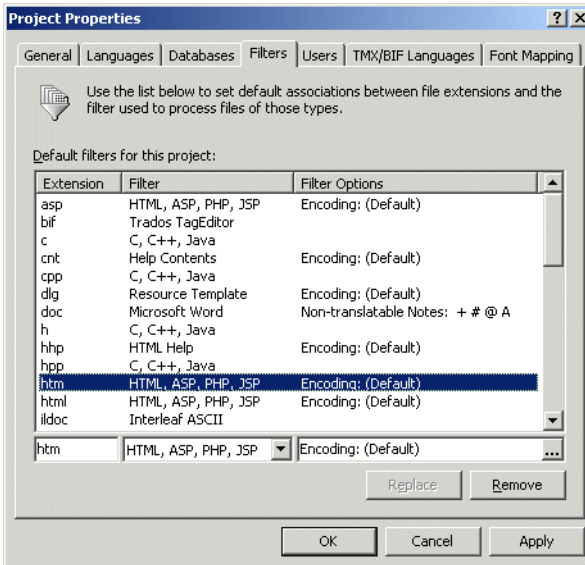 Project Properties
General Languages Databases Filters Users TMX/BIF Languages Font Mapping
Use the list below to set default associations between file extensions and the
filter used to process files of those types.
Default filters for this project:
Extension Filter Filter Options
asp HTML, ASP, PHP, JSP Encoding: (Default)
bif Trados TagEditor
c C, C++, Java
cnt Help Contents Encoding: (Default)
cpp C, C++, Java
dlg Resource Template Encoding: (Default)
doc Microsoft Word Non-translatable Notes: + # @ A
h C, C++, Java
hhp HTML Help Encoding: (Default)
hpp C, C++, Java
htm HTML, ASP, PHP, JSP Encoding: (Default)
html HTML, ASP, PHP, JSP Encoding: (Default)
ildoc Interleaf ASCII
htm HTML, ASP, PHP, JSP Encoding: (Default) ...
Replace Remove
OK Cancel Apply